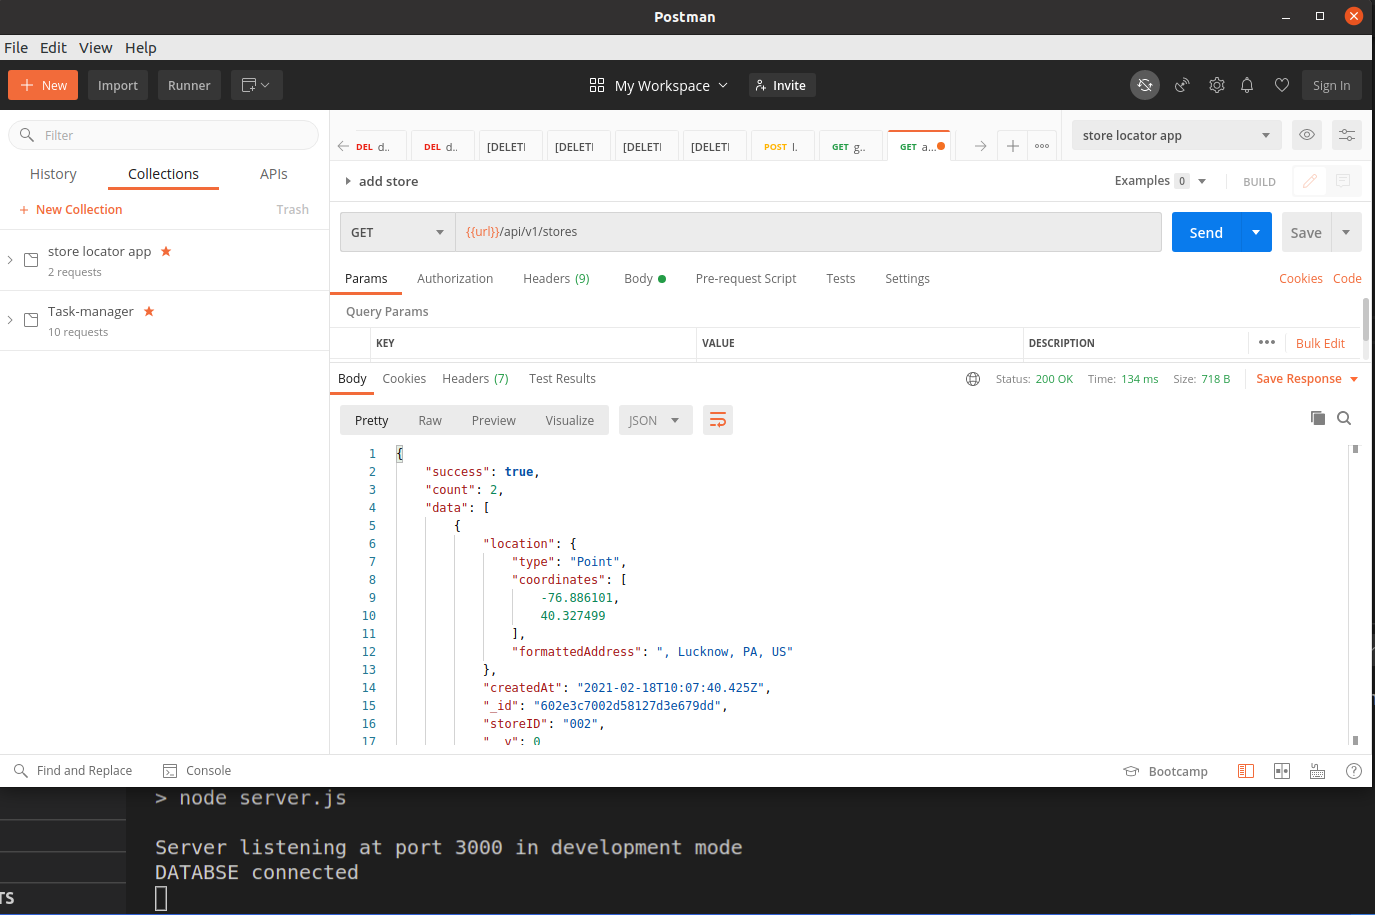 Postman
File Edit View Help
New Import Runner My Workspace Invite Sign In
Filter
History Collections APIs
New Collection Trash
store locator app
2 requests
Task-manager
10 requests
DEL d.. DEL d.. [DELETI [DELETI [DELETI [DELETI POST l. GET g.. GET a... store locator app
add store Examples 0 BUILD
GET {{url}}/api/v1/stores Send Save
Params Authorization Headers (9) Body Pre-request Script Tests Settings Cookies Code
Query Params
KEY VALUE DESCRIPTION ••• Bulk Edit
Body Cookies Headers (7) Test Results Status: 200 OK Time: 134 ms Size: 718 B Save Response
Pretty Raw Preview Visualize JSON
1 {
2 "success": true,
3 "count": 2,
4 "data": [
5 {
6 "location": {
7 "type": "Point",
8 "coordinates": [
9 -76.886101,
10 40.327499
11 ],
12 "formattedAddress": ", Lucknow, PA, US"
13 },
14 "createdAt": "2021-02-18T10:07:40.425Z",
15 "_id": "602e3c7002d58127d3e679dd",
16 "storeID": "002",
17 "__v": 0
Find and Replace Console Bootcamp
> node server.js
Server listening at port 3000 in development mode
DATABSE connected
TS